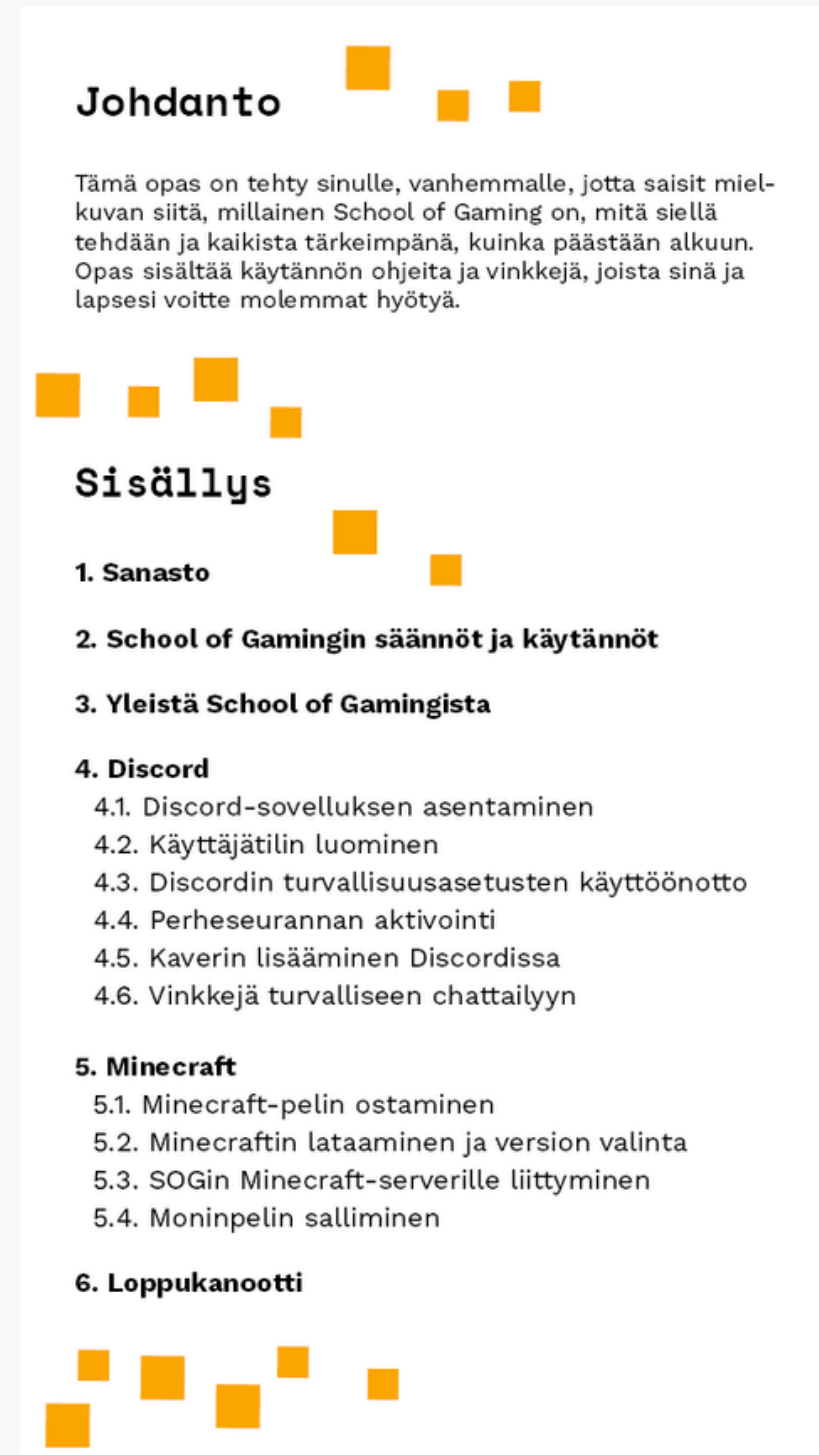 Johdanto
Tämä opas on tehty sinulle, vanhemmalle, jotta saisit miel-
kuvan siitä, millainen School of Gaming on, mitä siellä
tehdään ja kaikista tärkeimpänä, kuinka päästään alkuun.
Opas sisältää käytännön ohjeita ja vinkkejä, joista sinä ja
lapsesi voitte molemmat hyötyä.
Sisällys
1. Sanasto
2. School of Gamingin säännöt ja käytännöt
3. Yleistä School of Gamingista
4. Discord
4.1. Discord-sovelluksen asentaminen
4.2. Käyttäjätilin luominen
4.3. Discordin turvallisuusasetusten käyttöönotto
4.4. Perheseurannan aktivointi
4.5. Kaverin lisääminen Discordissa
4.6. Vinkkejä turvalliseen chattailyyn
5. Minecraft
5.1. Minecraft-pelin ostaminen
5.2. Minecraftin lataaminen ja version valinta
5.3. SOGin Minecraft-serverille liittyminen
5.4. Moninpelin salliminen
6. Loppukanootti